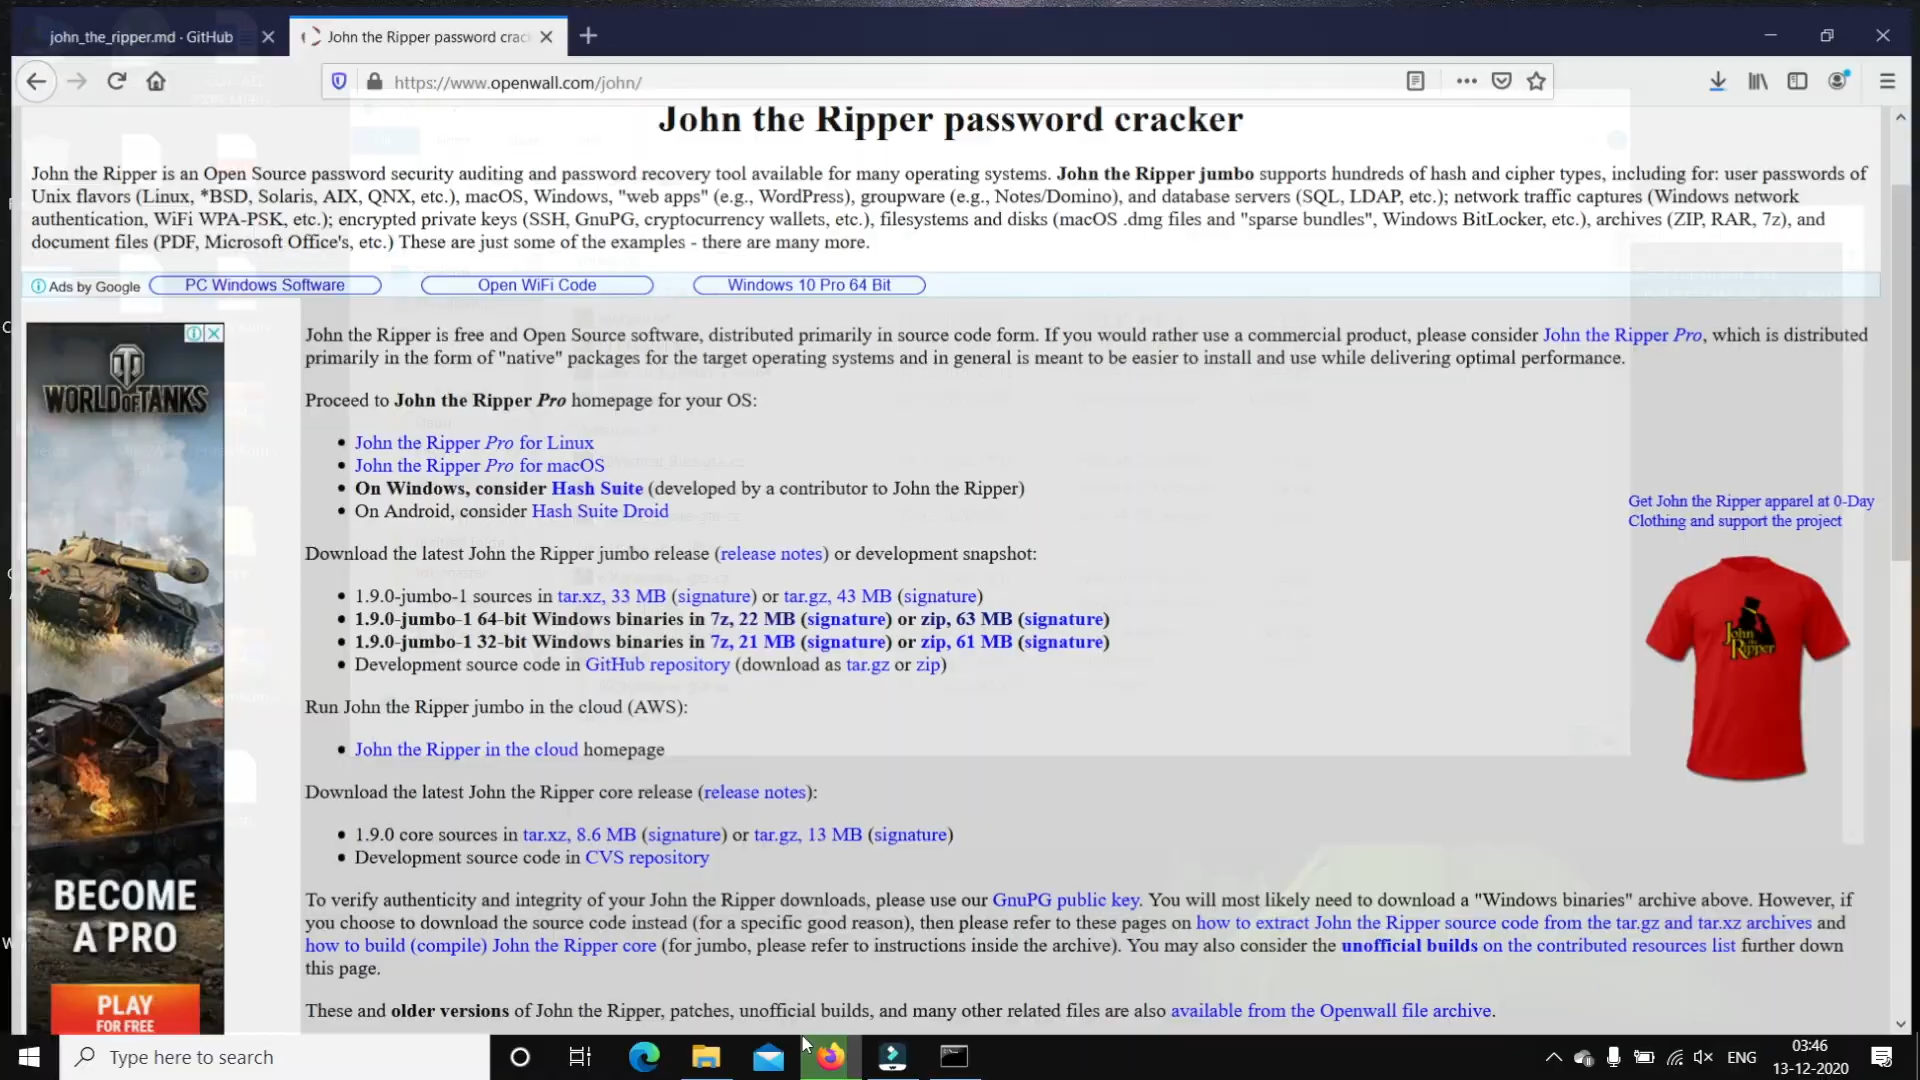 john_the_ripper.md · GitHub
John the Ripper password crac
https://www.openwall.com/john/
John the Ripper password cracker
John the Ripper is an Open Source password security auditing and password recovery tool available for many operating systems. John the Ripper jumbo supports hundreds of hash and cipher types, including for: user passwords of
Unix flavors (Linux, *BSD, Solaris, AIX, QNX, etc.), macOS, Windows, "web apps" (e.g., WordPress), groupware (e.g., Notes/Domino), and database servers (SQL, LDAP, etc.); network traffic captures (Windows network
authentication, WiFi WPA-PSK, etc.); encrypted private keys (SSH, GnuPG, cryptocurrency wallets, etc.), filesystems and disks (macOS .dmg files and "sparse bundles", Windows BitLocker, etc.), archives (ZIP, RAR, 7z), and
document files (PDF, Microsoft Office's, etc.) These are just some of the examples - there are many more.
Ads by Google
PC Windows Software
Open WiFi Code
Windows 10 Pro 64 Bit
WORLD OF TANKS
BECOME
A PRO
PLAY
FOR FREE
John the Ripper is free and Open Source software, distributed primarily in source code form. If you would rather use a commercial product, please consider John the Ripper Pro, which is distributed
primarily in the form of "native" packages for the target operating systems and in general is meant to be easier to install and use while delivering optimal performance.
Proceed to John the Ripper Pro homepage for your OS:
John the Ripper Pro for Linux
John the Ripper Pro for macOS
On Windows, consider Hash Suite (developed by a contributor to John the Ripper)
On Android, consider Hash Suite Droid
Download the latest John the Ripper jumbo release (release notes) or development snapshot:
1.9.0-jumbo-1 sources in tar.xz, 33 MB (signature) or tar.gz, 43 MB (signature)
1.9.0-jumbo-1 64-bit Windows binaries in 7z, 22 MB (signature) or zip, 63 MB (signature)
1.9.0-jumbo-1 32-bit Windows binaries in 7z, 21 MB (signature) or zip, 61 MB (signature)
Development source code in GitHub repository (download as tar.gz or zip)
Run John the Ripper jumbo in the cloud (AWS):
John the Ripper in the cloud homepage
Download the latest John the Ripper core release (release notes):
1.9.0 core sources in tar.xz, 8.6 MB (signature) or tar.gz, 13 MB (signature)
Development source code in CVS repository
To verify authenticity and integrity of your John the Ripper downloads, please use our GnuPG public key. You will most likely need to download a "Windows binaries" archive above. However, if
you choose to download the source code instead (for a specific good reason), then please refer to these pages on how to extract John the Ripper source code from the tar.gz and tar.xz archives and
how to build (compile) John the Ripper core (for jumbo, please refer to instructions inside the archive). You may also consider the unofficial builds on the contributed resources list further down
this page.
These and older versions of John the Ripper, patches, unofficial builds, and many other related files are also available from the Openwall file archive.
Get John the Ripper apparel at 0-Day
Clothing and support the project
John
the
Ripper
Type here to search
ENG
03:46
13-12-2020